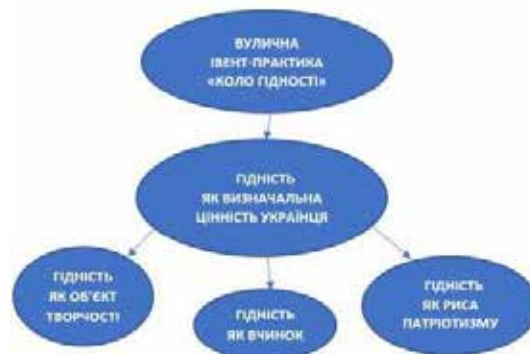 ВУЛИЧНА
ІВЕНТ-ПРАКТИКА
«КОЛО ГІДНОСТІ»
ГІДНІСТЬ
ЯК ВИЗНАЧАЛЬНА
ЦІННІСТЬ УКРАЇНЦЯ
ГІДНІСТЬ
ЯК ОБ'ЄКТ
ТВОРЧОСТІ
ГІДНІСТЬ
ЯК ВЧИНОК
ГІДНІСТЬ
ЯК РИСА
ПАТРІОТИЗМУ